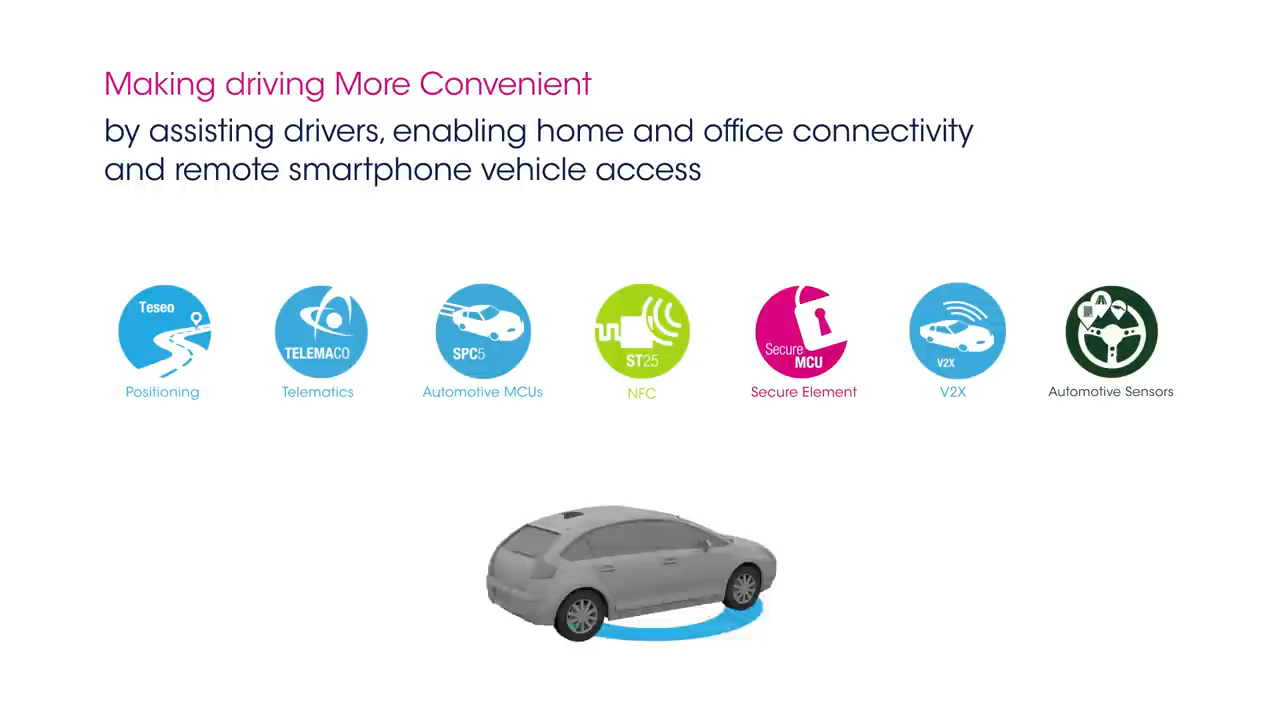 Making driving More Convenient
by assisting drivers, enabling home and office connectivity
and remote smartphone vehicle access
Teseo
TELEMACO
SPC5
ST25
Secure
MCU
V2X
Positioning
Telematics
Automotive MCUs
NFC
Secure Element
V2X
Automotive Sensors